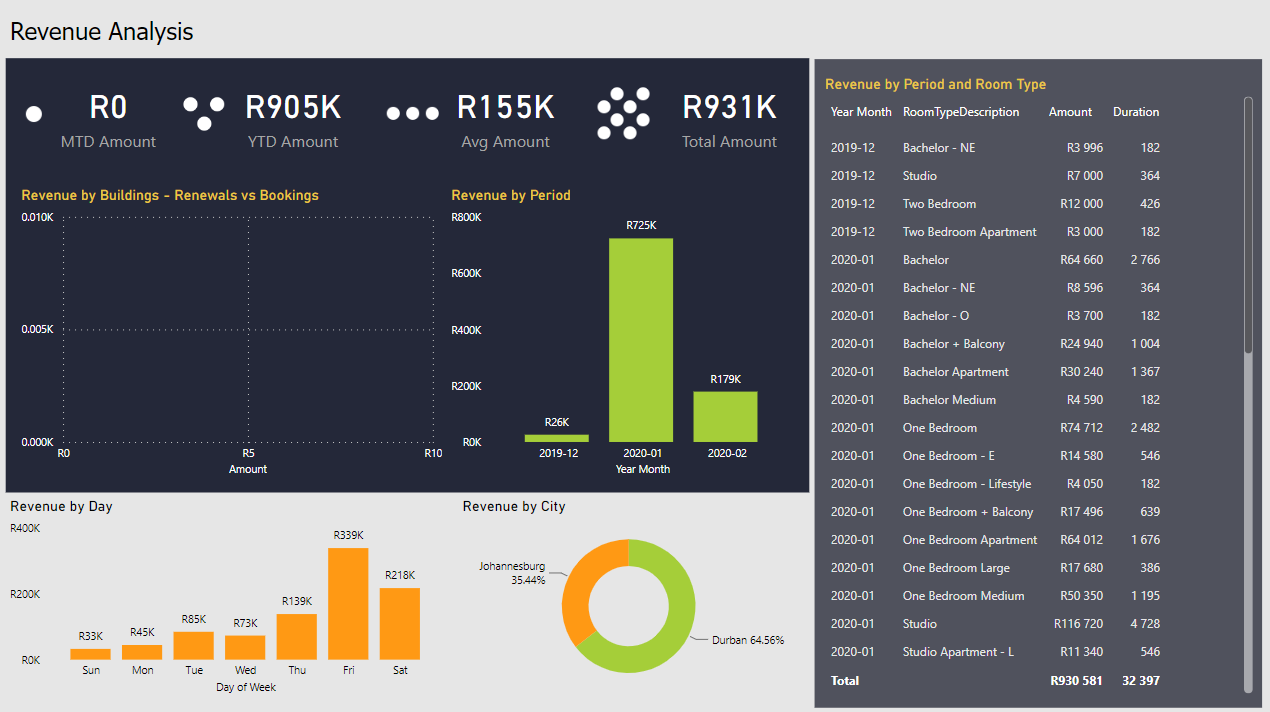 Revenue Analysis
R0
MTD Amount
R905K
YTD Amount
R155K
Avg Amount
R931K
Total Amount
Revenue by Buildings - Renewals vs Bookings
0.010K
0.005K
0.000K
R0 R5 R10
Amount
Revenue by Period
R800K
R600K
R400K
R200K
R0K
R26K
R725K
R179K
2019-12 2020-01 2020-02
Year Month
Revenue by Day
R400K
R200K
R0K
R33K
R45K
R85K
R73K
R139K
R339K
R218K
Sun Mon Tue Wed Thu Fri Sat
Day of Week
Revenue by City
Johannesburg
35.44%
Durban 64.56%
Revenue by Period and Room Type
Year Month RoomTypeDescription Amount Duration
2019-12 Bachelor - NE R3 996 182
2019-12 Studio R7 000 364
2019-12 Two Bedroom R12 000 426
2019-12 Two Bedroom Apartment R3 000 182
2020-01 Bachelor R64 660 2 766
2020-01 Bachelor - NE R8 596 364
2020-01 Bachelor - O R3 700 182
2020-01 Bachelor + Balcony R24 940 1 004
2020-01 Bachelor Apartment R30 240 1 367
2020-01 Bachelor Medium R4 590 182
2020-01 One Bedroom R74 712 2 482
2020-01 One Bedroom - E R14 580 546
2020-01 One Bedroom - Lifestyle R4 050 182
2020-01 One Bedroom + Balcony R17 496 639
2020-01 One Bedroom Apartment R64 012 1 676
2020-01 One Bedroom Large R17 680 386
2020-01 One Bedroom Medium R50 350 1 195
2020-01 Studio R116 720 4 728
2020-01 Studio Apartment - L R11 340 546
Total R930 581 32 397